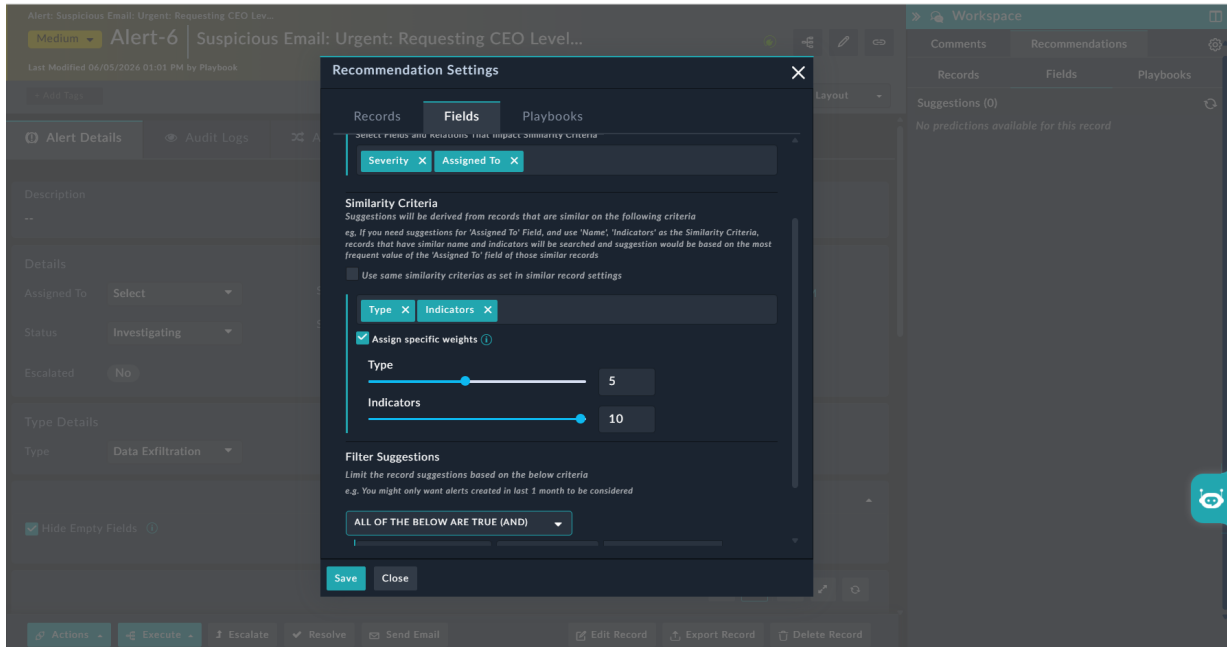 Alert: Suspicious Email: Urgent: Requesting CEO Lev...
Medium Alert-6 Suspicious Email: Urgent: Requesting CEO Level...
Last Modified 06/05/2026 01:01 PM by Playbook
+ Add Tags
Layout
Alert Details Audit Logs A
Description
--
Details
Assigned To Select
Status Investigating
Escalated No
Type Details
Type Data Exfiltration
Hide Empty Fields
Actions Execute Escalate Resolve Send Email Edit Record Export Record Delete Record
Recommendation Settings
Records Fields Playbooks
Select Fields and Relations That Impact Similarity Criteria
Severity X Assigned To X
Similarity Criteria
Suggestions will be derived from records that are similar on the following criteria
eg, If you need suggestions for 'Assigned To' Field, and use 'Name', 'Indicators' as the Similarity Criteria,
records that have similar name and indicators will be searched and suggestion would be based on the most
frequent value of the 'Assigned To' field of those similar records
Use same similarity criterias as set in similar record settings
Type X Indicators X
Assign specific weights
Type
5
Indicators
10
Filter Suggestions
Limit the record suggestions based on the below criteria
e.g. You might only want alerts created in last 1 month to be considered
ALL OF THE BELOW ARE TRUE (AND)
Save Close
Workspace
Comments Recommendations
Records Fields Playbooks
Suggestions (0)
No predictions available for this record